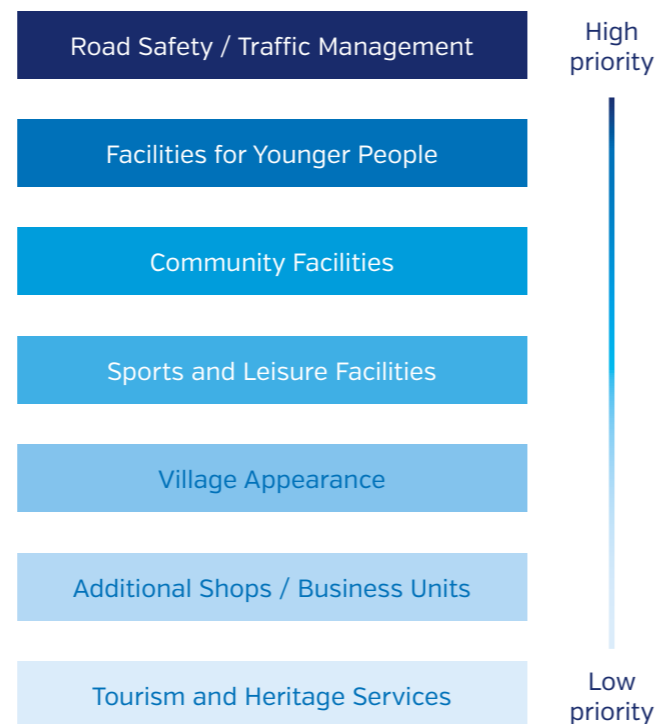 Road Safety / Traffic Management
High
priority
Facilities for Younger People
Community Facilities
Sports and Leisure Facilities
Village Appearance
Additional Shops / Business Units
Tourism and Heritage Services
Low
priority